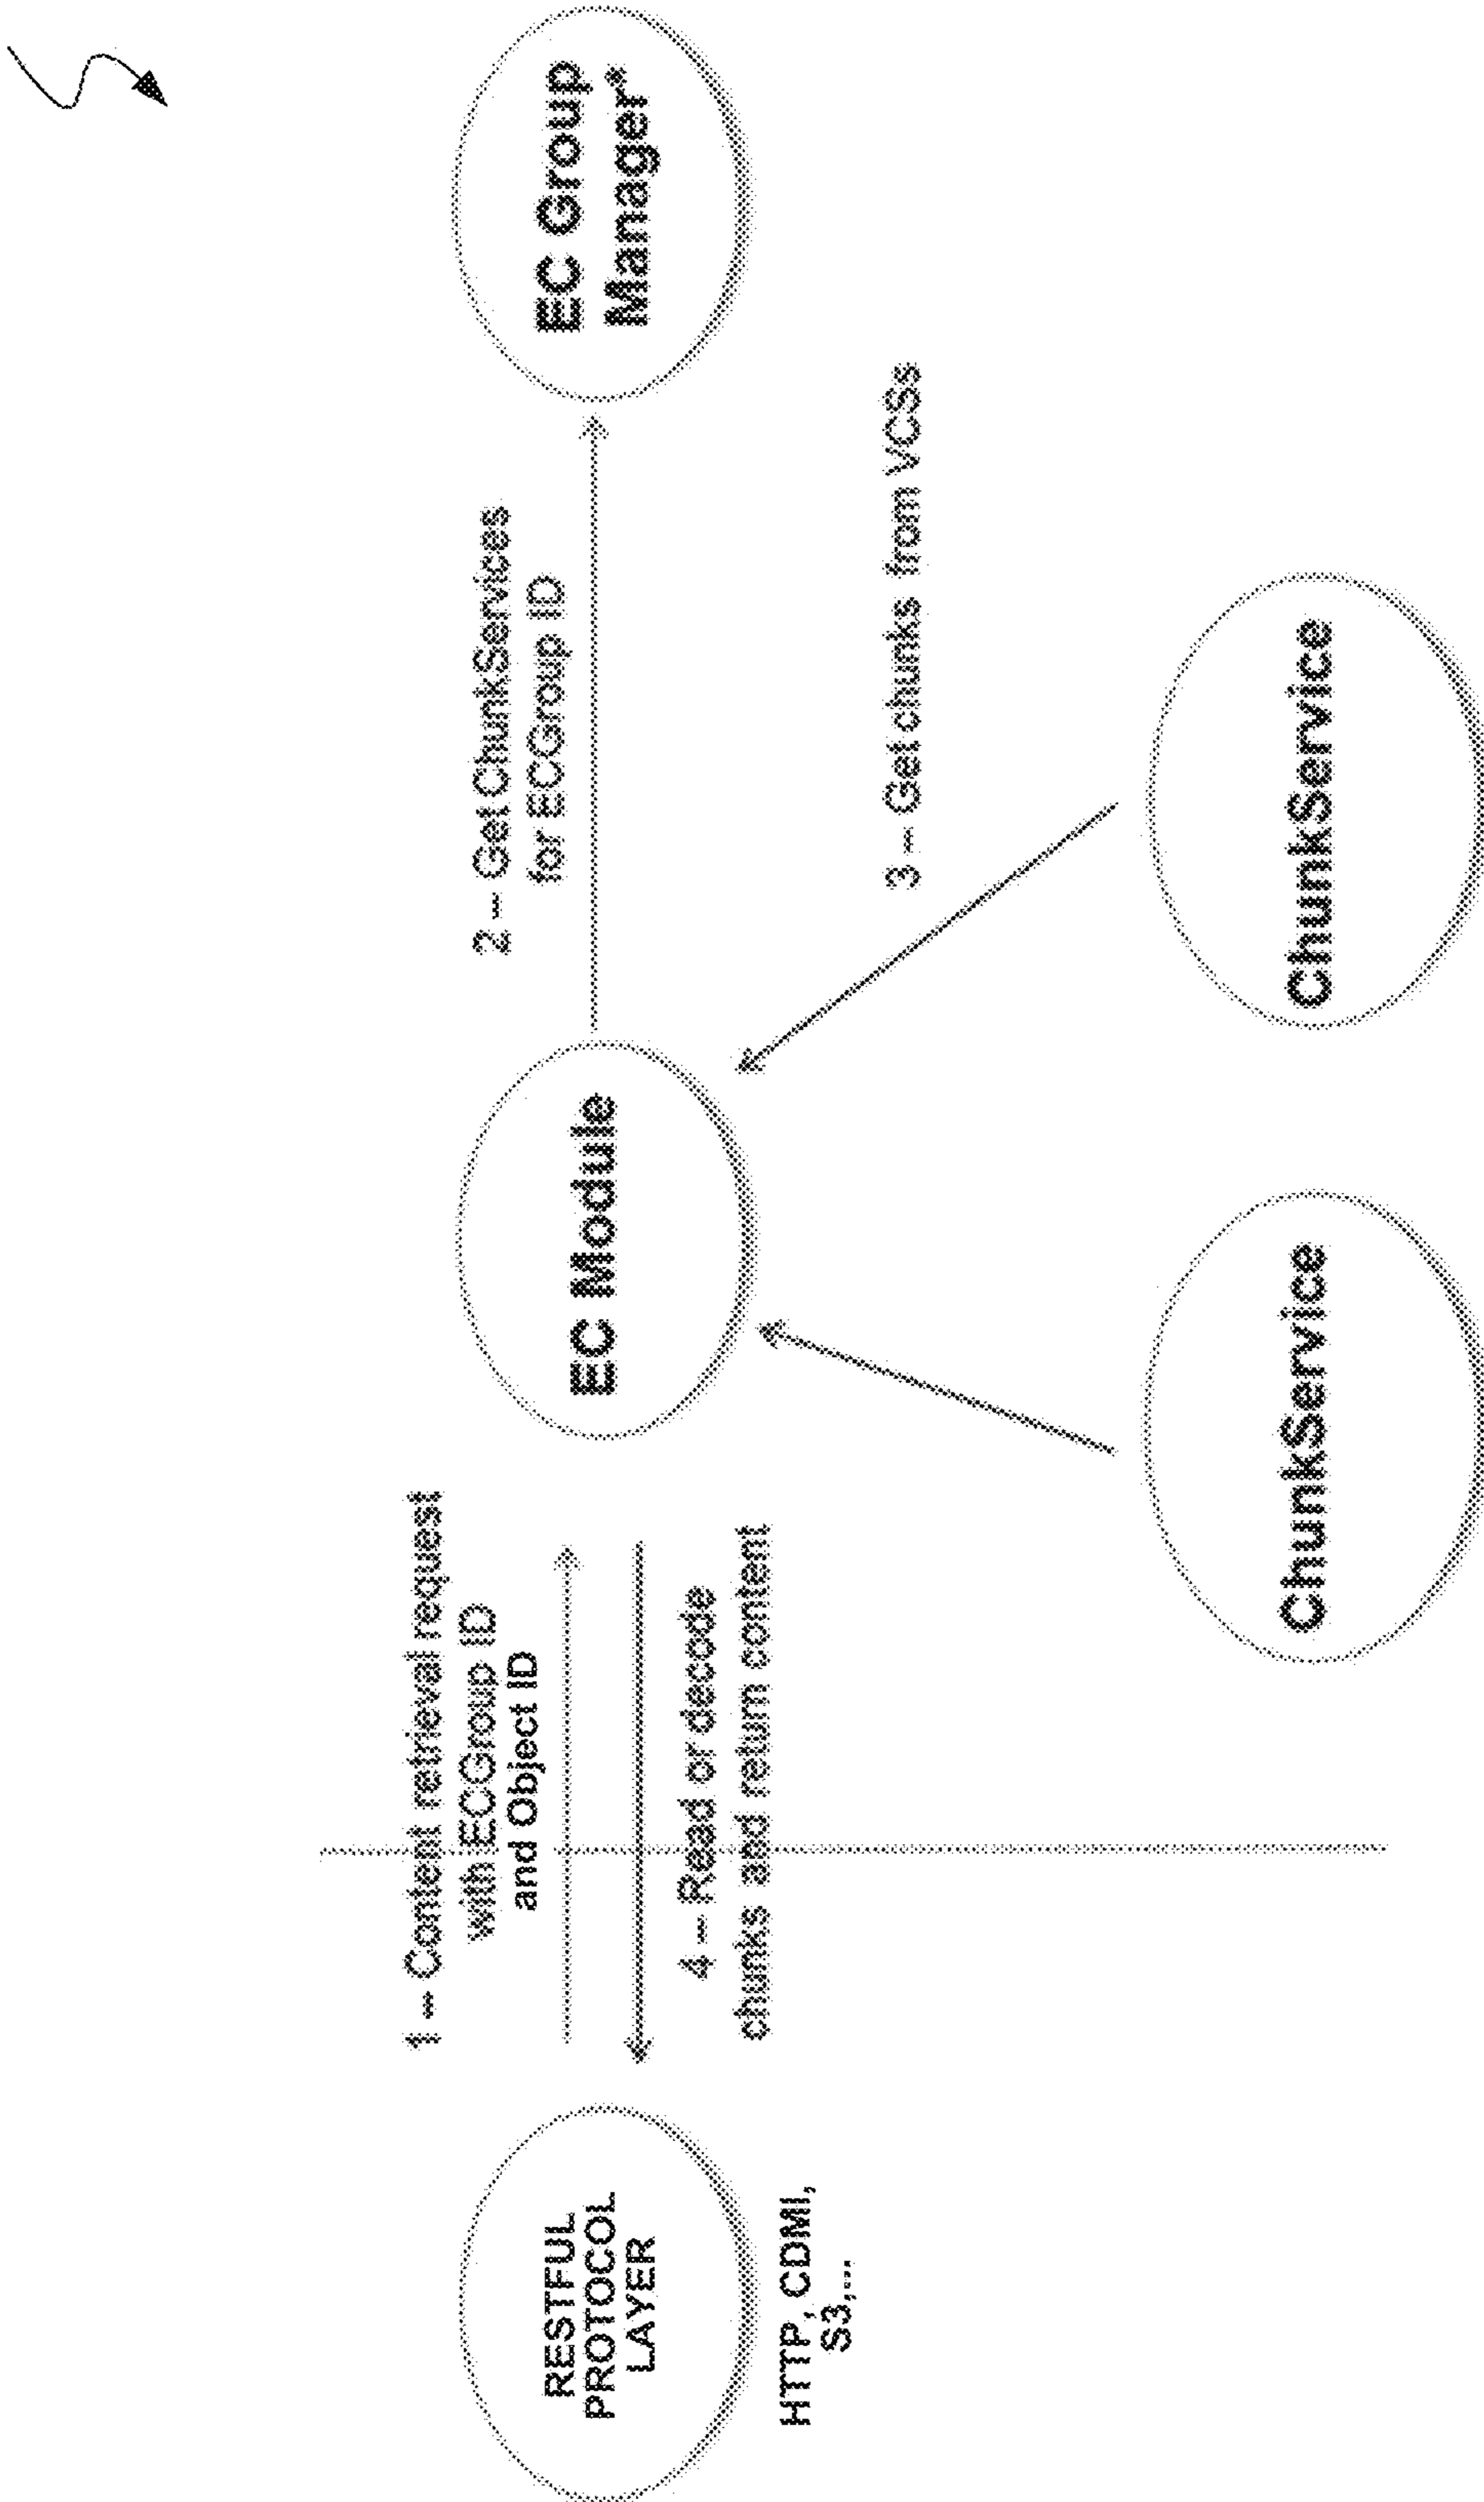 1 – Content retrieval request
with ECGroup ID
and Object ID
RESTFUL
PROTOCOL
LAYER
HTTP, CDMI,
S3,...
4 – Read or decode
chunks and return content
EC Module
2 – Get ChunkServices
for ECGroup ID
EC Group
Manager*
3 – Get chunks from VCSs
ChunkService
ChunkService